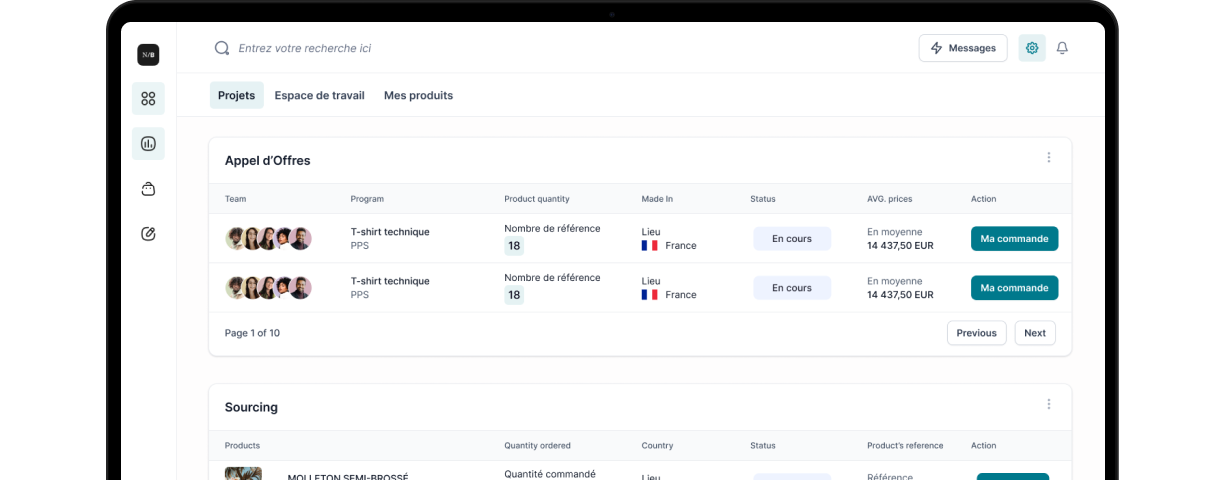 N/B
Entrez votre recherche ici
Messages
Projets
Espace de travail
Mes produits
Appel d'Offres
Team
Program
Product quantity
Made In
Status
AVG. prices
Action
T-shirt technique
PPS
Nombre de référence
18
Lieu
France
En cours
En moyenne
14 437,50 EUR
Ma commande
T-shirt technique
PPS
Nombre de référence
18
Lieu
France
En cours
En moyenne
14 437,50 EUR
Ma commande
Page 1 of 10
Previous
Next
Sourcing
Products
Quantity ordered
Country
Status
Product's reference
Action
MOLLETON SEMI-BROSSÉ
Quantité commandé
Lieu
Référence